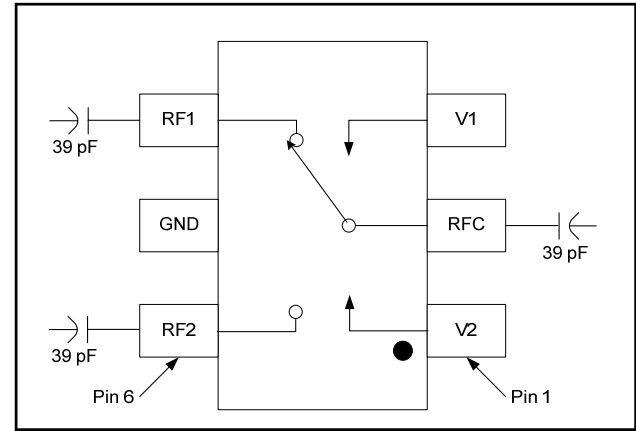 RF1
V1
39 pF
GND
RFC
39 pF
RF2
V2
39 pF
Pin 6
Pin 1